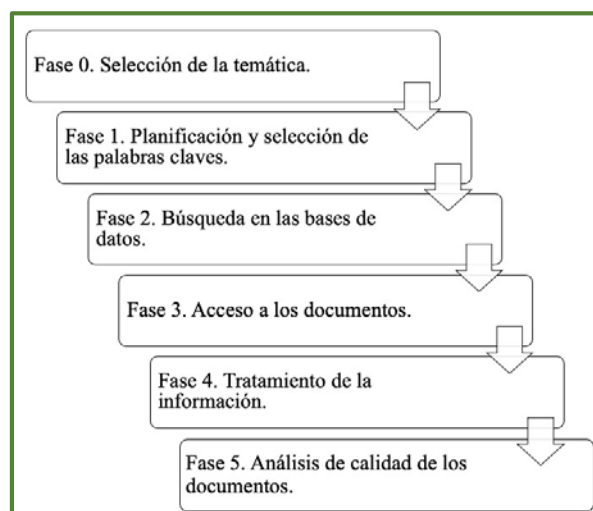 Fase 0. Selección de la temática.
Fase 1. Planificación y selección de
las palabras claves.
Fase 2. Búsqueda en las bases de
datos.
Fase 3. Acceso a los documentos.
Fase 4. Tratamiento de la
información.
Fase 5. Análisis de calidad de los
documentos.